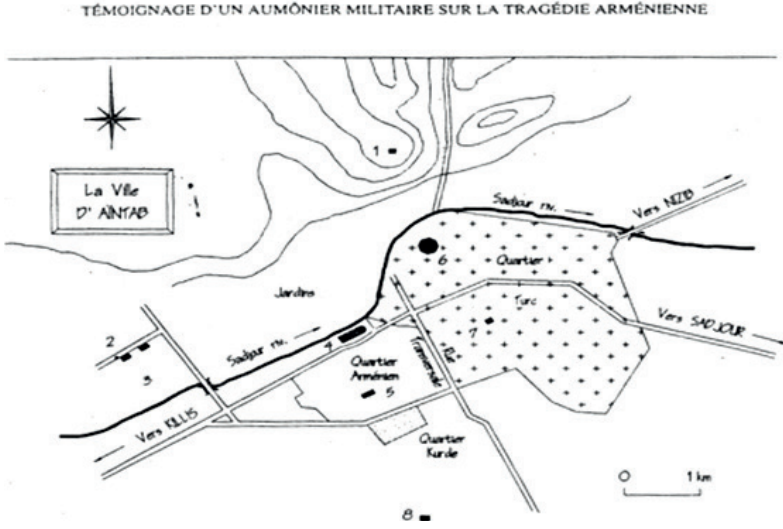 TÉMOIGNAGE D'UN AUMÔNIER MILITAIRE SUR LA TRAGÉDIE ARMÉNIENNE
1
La Ville
D' AÏNTAB
Sadjour riv.
Vers NIZIB
6
Quartier
Turc
Jardins
7
Vers SADJOUR
2
3
Sadjour riv.
4
Rue
Transversale
Quartier
Arménien
5
Vers KILLIS
Quartier
Kurde
0
1 km
8